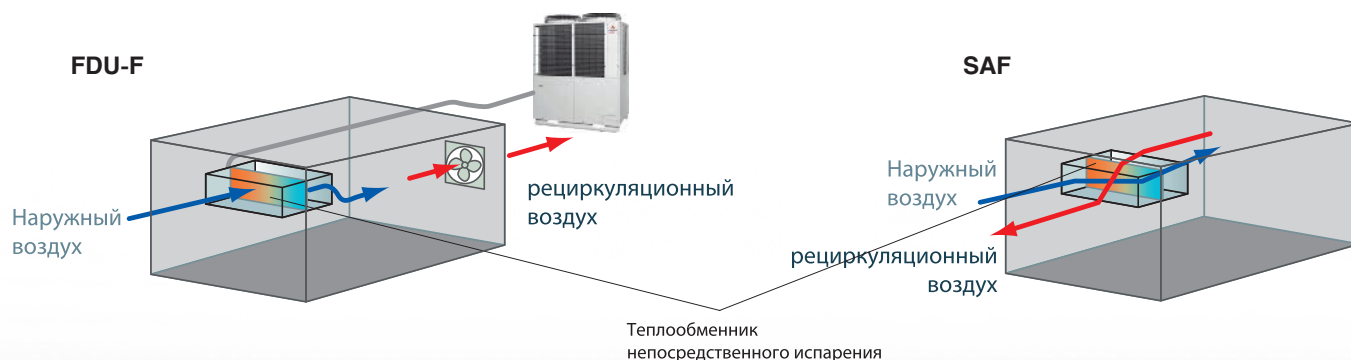 FDU-F
SAF
Наружный
воздух
рециркуляционный
воздух
Наружный
воздух
рециркуляционный
воздух
Теплообменник
непосредственного испарения